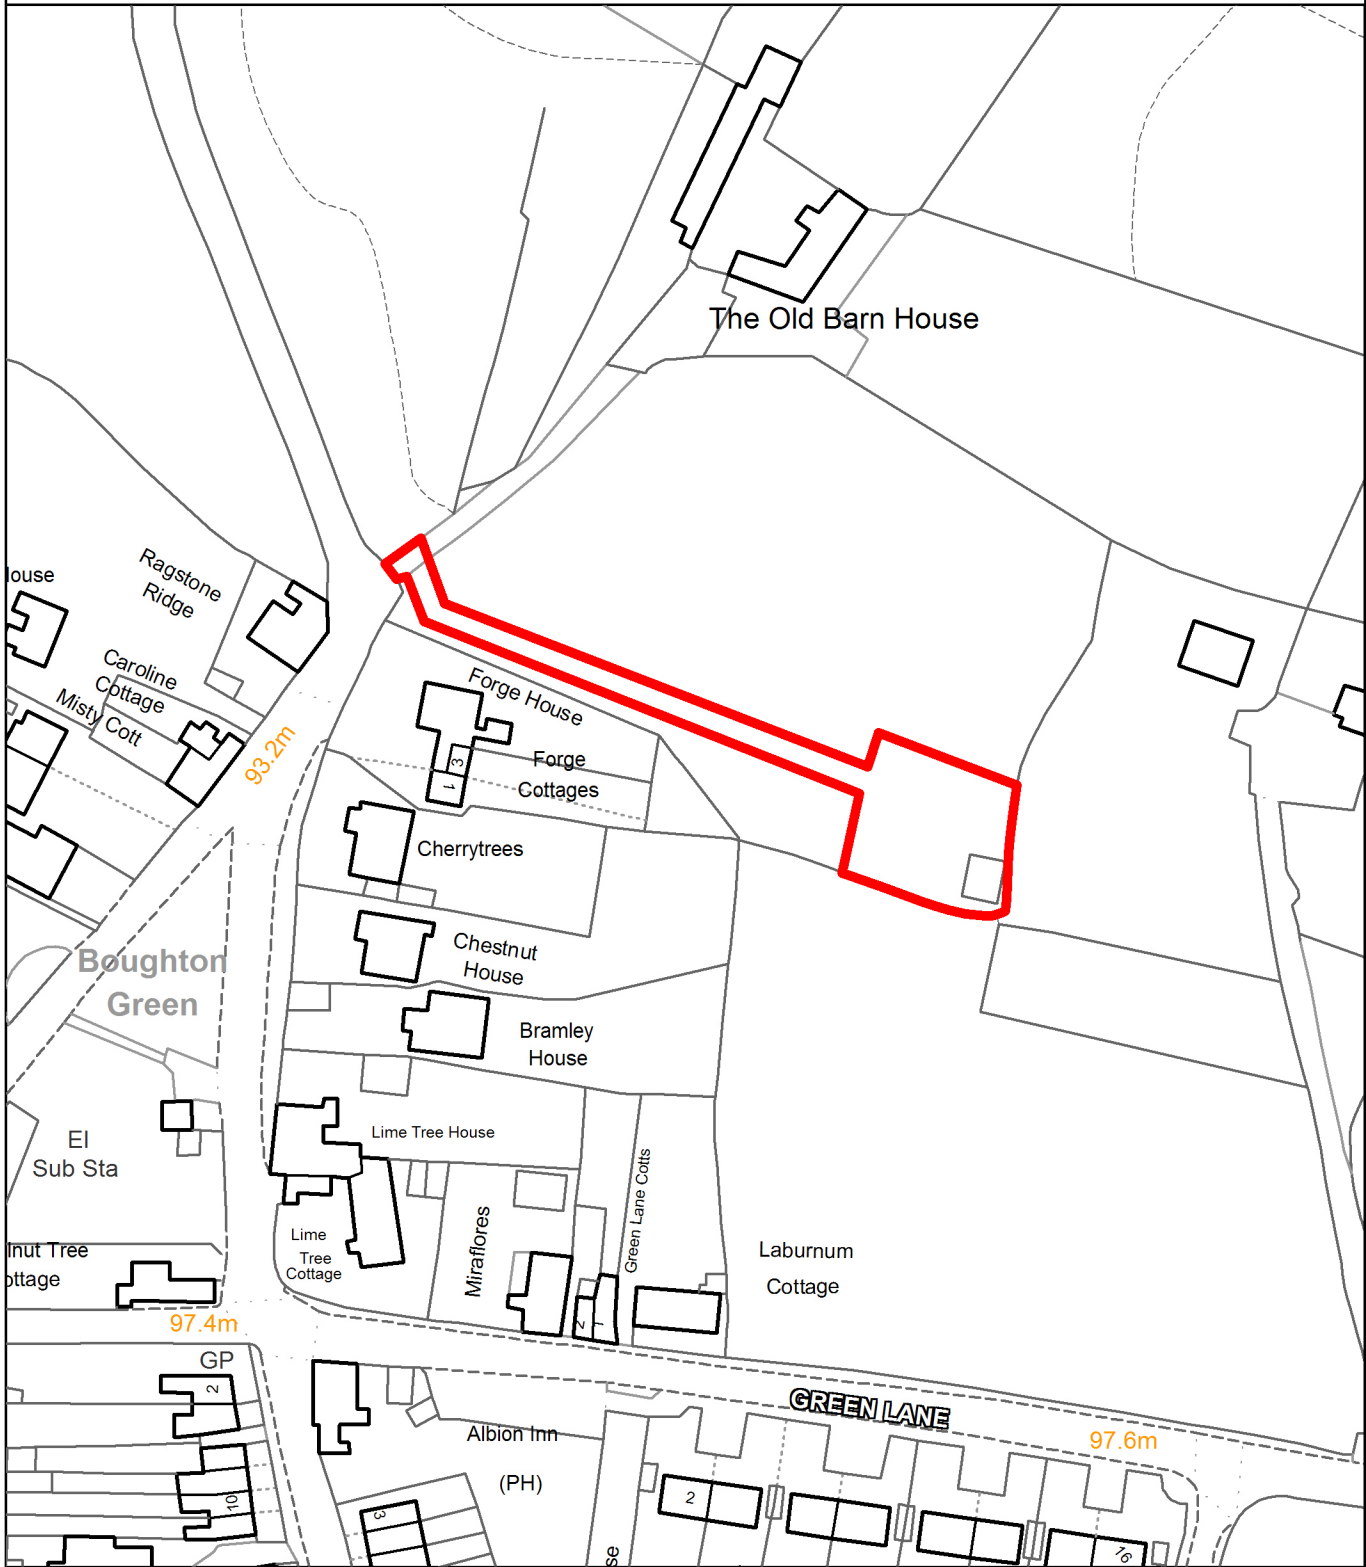 The Old Barn House
Ragstone
Ridge
louse
Caroline
Cottage
Misty Cott
93.2m
Forge House
3
1
Forge
Cottages
Cherrytrees
Chestnut
House
Boughton
Green
Bramley
House
El
Sub Sta
Lime Tree House
Green Lane Cotts
Miraflores
Lime
Tree
Cottage
Laburnum
Cottage
lnut Tree
ottage
2
1
97.4m
GP
2
GREEN LANE
Albion Inn
(PH)
97.6m
10
3
2
se
16